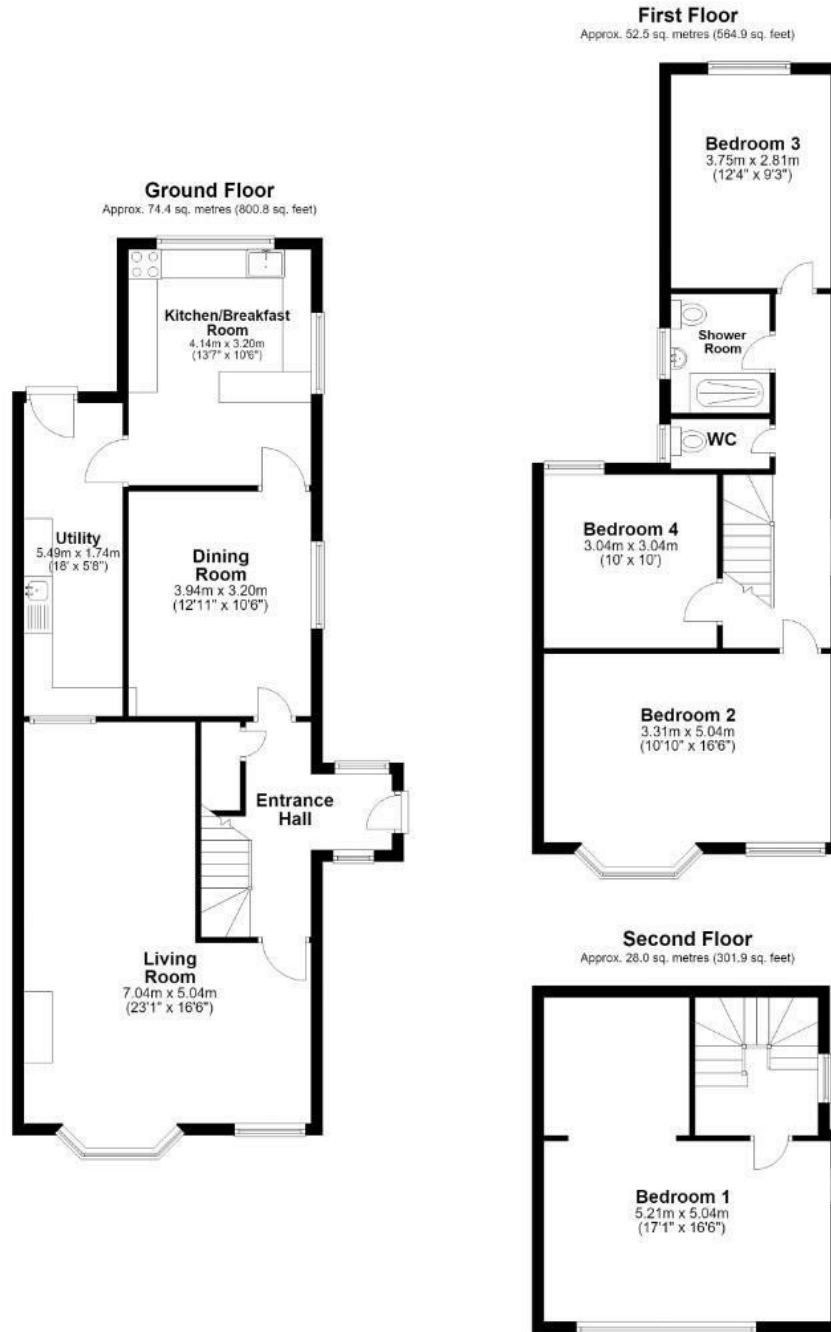 Ground Floor
Approx. 74.4 sq. metres (800.8 sq. feet)
Kitchen/Breakfast
Room
4.14m x 3.20m
(13'7" x 10'6")
Utility
5.49m x 1.74m
(18' x 5'8")
Dining
Room
3.94m x 3.20m
(12'11" x 10'6")
Entrance
Hall
Living
Room
7.04m x 5.04m
(23'1" x 16'6")
First Floor
Approx. 52.5 sq. metres (564.9 sq. feet)
Bedroom 3
3.75m x 2.81m
(12'4" x 9'3")
Shower
Room
WC
Bedroom 4
3.04m x 3.04m
(10' x 10')
Bedroom 2
3.31m x 5.04m
(10'10" x 16'6")
Second Floor
Approx. 28.0 sq. metres (301.9 sq. feet)
Bedroom 1
5.21m x 5.04m
(17'1" x 16'6")